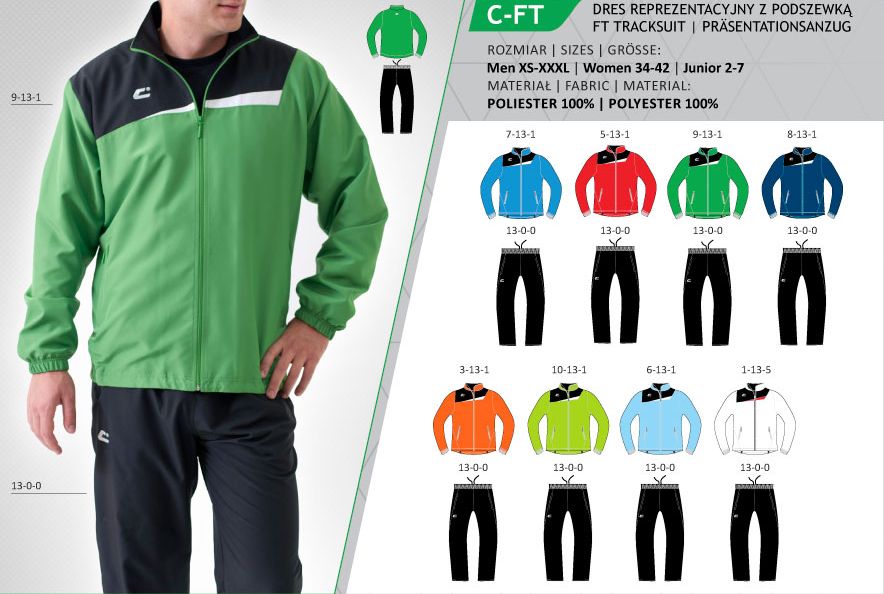 C-FT
DRES REPREZENTACYJNY Z PODSZEWKĄ
FT TRACKSUIT | PRÄSENTATIONSANZUG
ROZMIAR | SIZES | GRÖSSE:
Men XS-XXXL | Women 34-42 | Junior 2-7
MATERIAŁ | FABRIC | MATERIAL:
POLIESTER 100% | POLYESTER 100%
9-13-1
13-0-0
7-13-1 5-13-1 9-13-1 8-13-1
13-0-0 13-0-0 13-0-0 13-0-0
3-13-1 10-13-1 6-13-1 1-13-5
13-0-0 13-0-0 13-0-0 13-0-0